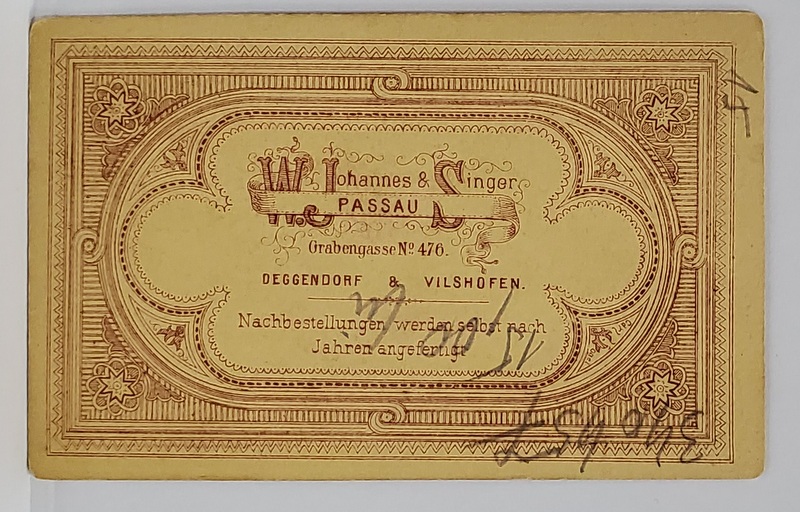 W. Johannes & Singer
PASSAU
Grabengasse Nº 476.
DEGGENDORF & VILSHOFEN.
Nachbestellungen werden selbst nach
Jahren angefertigt